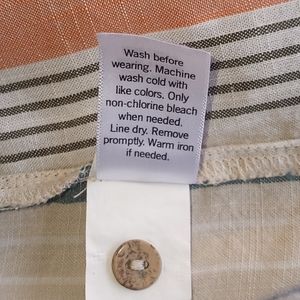 Wash before
wearing. Machine
wash cold with
like colors. Only
non-chlorine bleach
when needed.
Line dry. Remove
promptly. Warm iron
if needed.